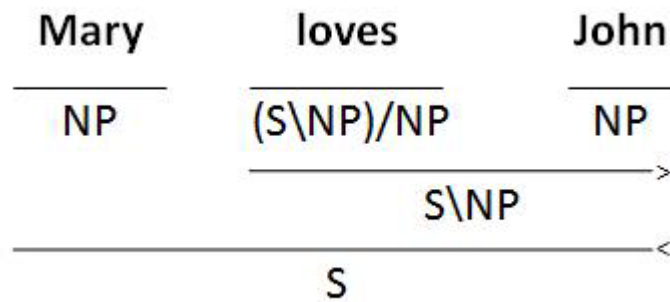 Mary loves John
NP (S\NP)/NP NP
>
S\NP
<
S